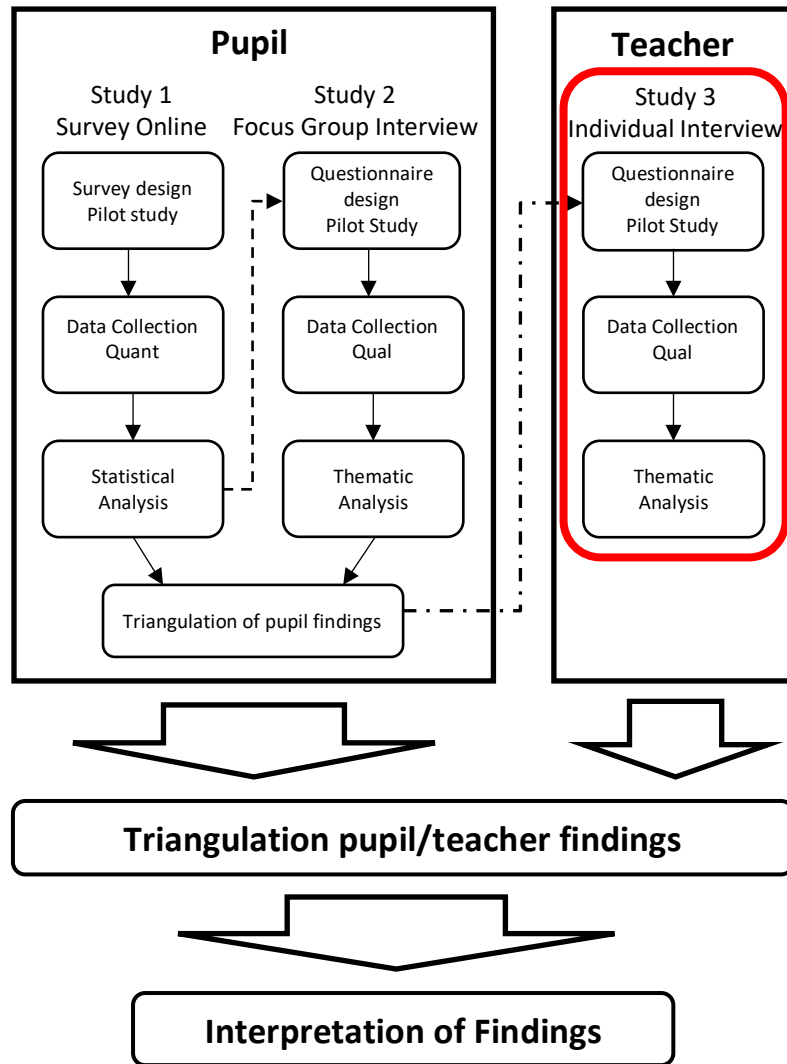 Pupil
Study 1
Survey Online
Survey design
Pilot study
Data Collection
Quant
Statistical
Analysis
Study 2
Focus Group Interview
Questionnaire
design
Pilot Study
Data Collection
Qual
Thematic
Analysis
Triangulation of pupil findings
Teacher
Study 3
Individual Interview
Questionnaire
design
Pilot Study
Data Collection
Qual
Thematic
Analysis
Triangulation pupil/teacher findings
Interpretation of Findings